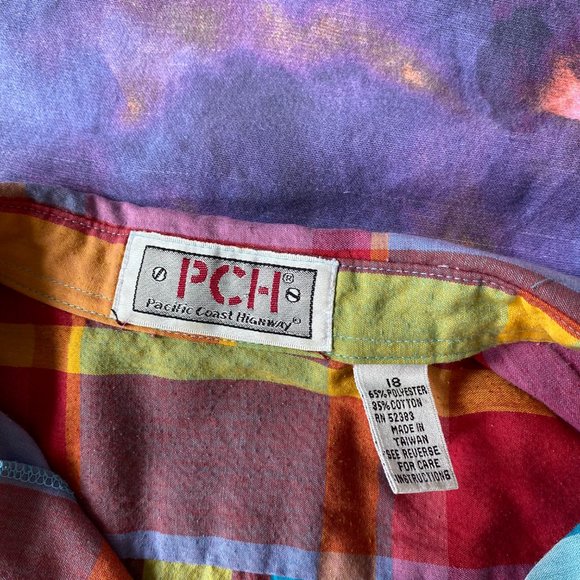 PCH®
Pacific Coast Highway®
18
65% POLYESTER
35% COTTON
RN 52383
MADE IN
TAIWAN
SEE REVERSE
FOR CARE
INSTRUCTIONS